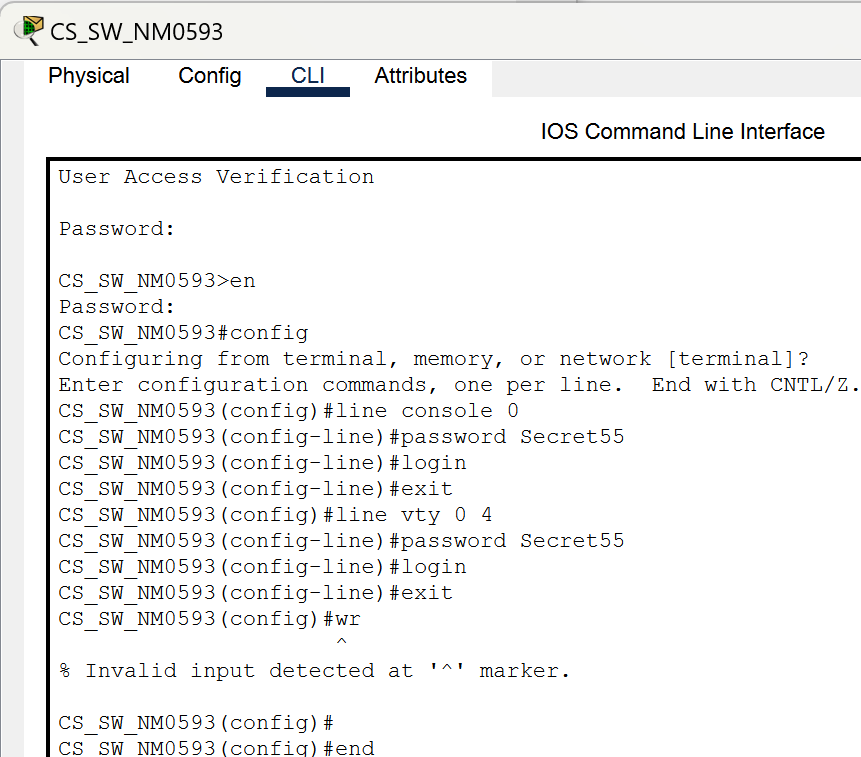 CS_SW_NM0593
Physical Config CLI Attributes
IOS Command Line Interface
User Access Verification
Password:
CS_SW_NM0593>en
Password:
CS_SW_NM0593#config
Configuring from terminal, memory, or network [terminal]?
Enter configuration commands, one per line.  End with CNTL/Z.
CS_SW_NM0593(config)#line console 0
CS_SW_NM0593(config-line)#password Secret55
CS_SW_NM0593(config-line)#login
CS_SW_NM0593(config-line)#exit
CS_SW_NM0593(config)#line vty 0 4
CS_SW_NM0593(config-line)#password Secret55
CS_SW_NM0593(config-line)#login
CS_SW_NM0593(config-line)#exit
CS_SW_NM0593(config)#wr
^
% Invalid input detected at '^' marker.
CS_SW_NM0593(config)#
CS_SW_NM0593(config)#end